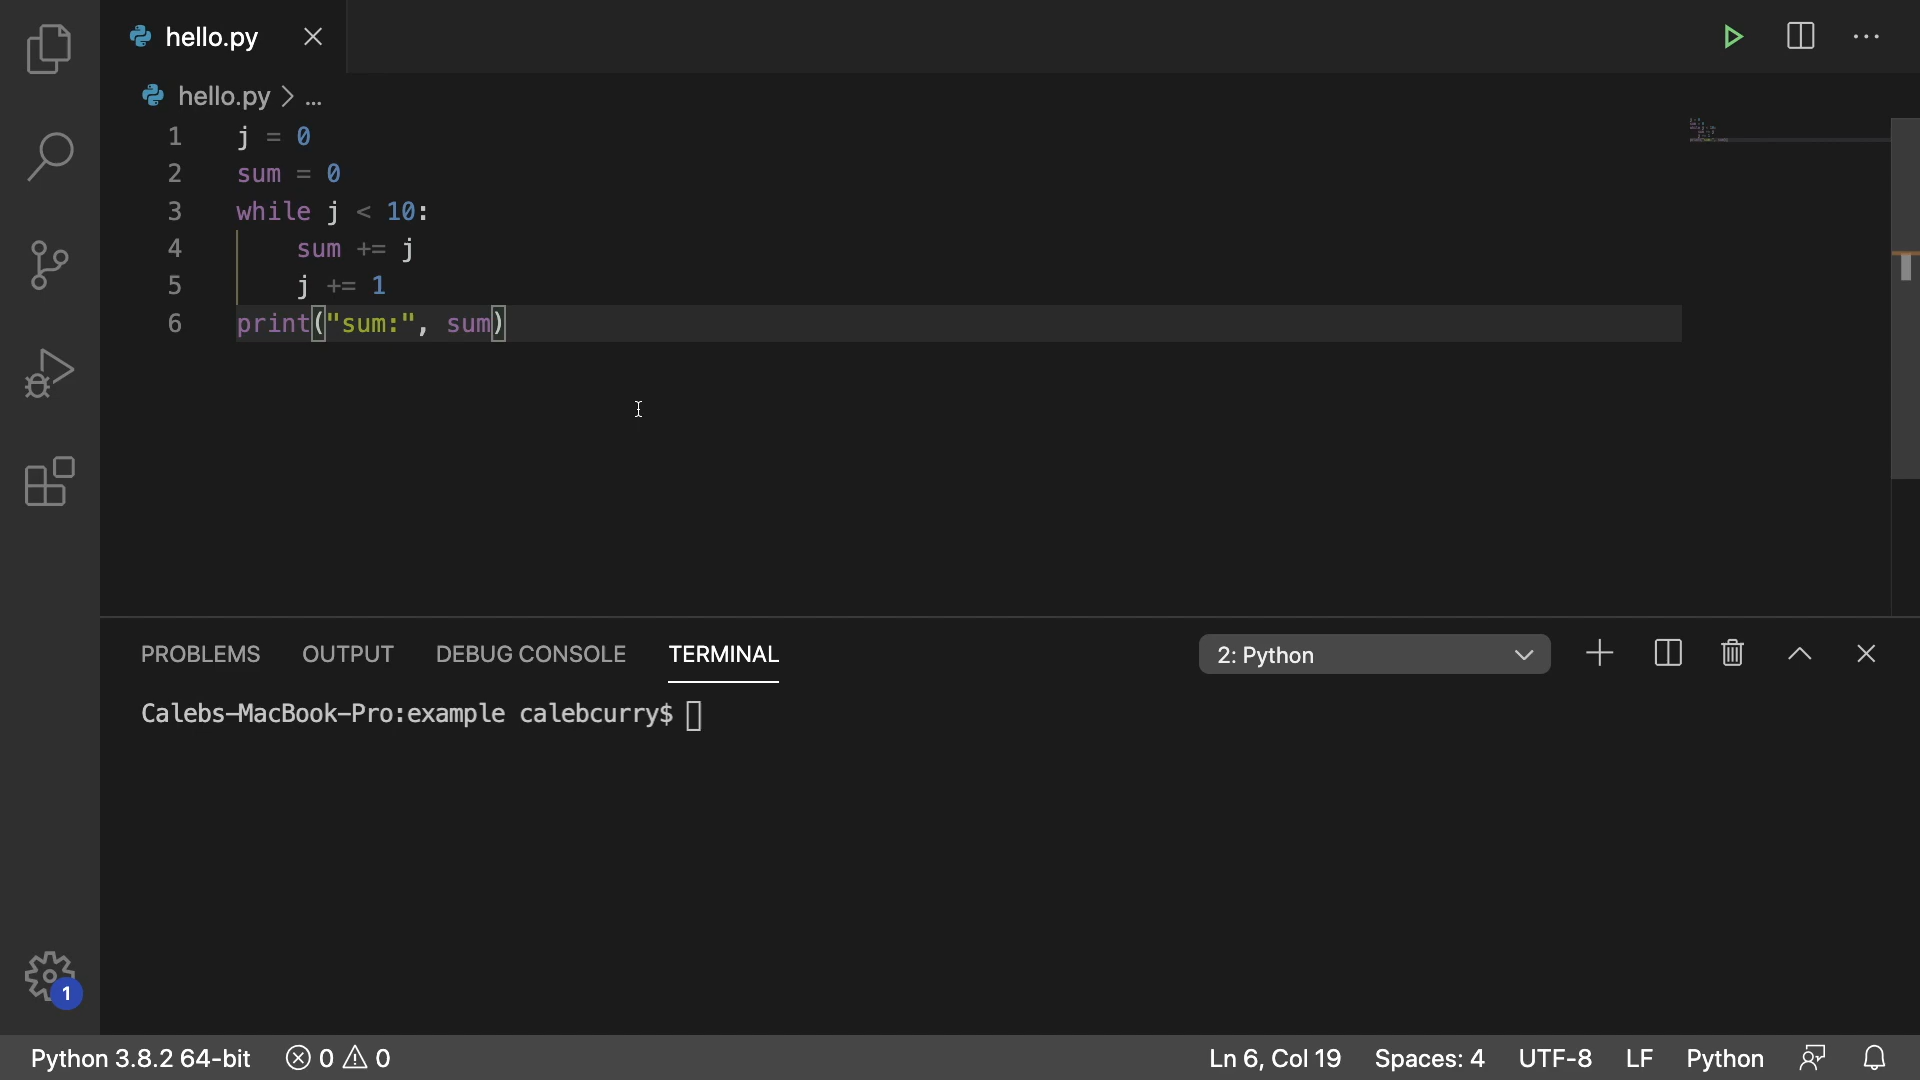 hello.py
hello.py > ...
1 j = 0
2 sum = 0
3 while j < 10:
4     sum += j
5     j += 1
6 print("sum:", sum)
PROBLEMS OUTPUT DEBUG CONSOLE TERMINAL 2: Python
Calebs-MacBook-Pro:example calebcurry$
1
Python 3.8.2 64-bit 0 0 Ln 6, Col 19 Spaces: 4 UTF-8 LF Python